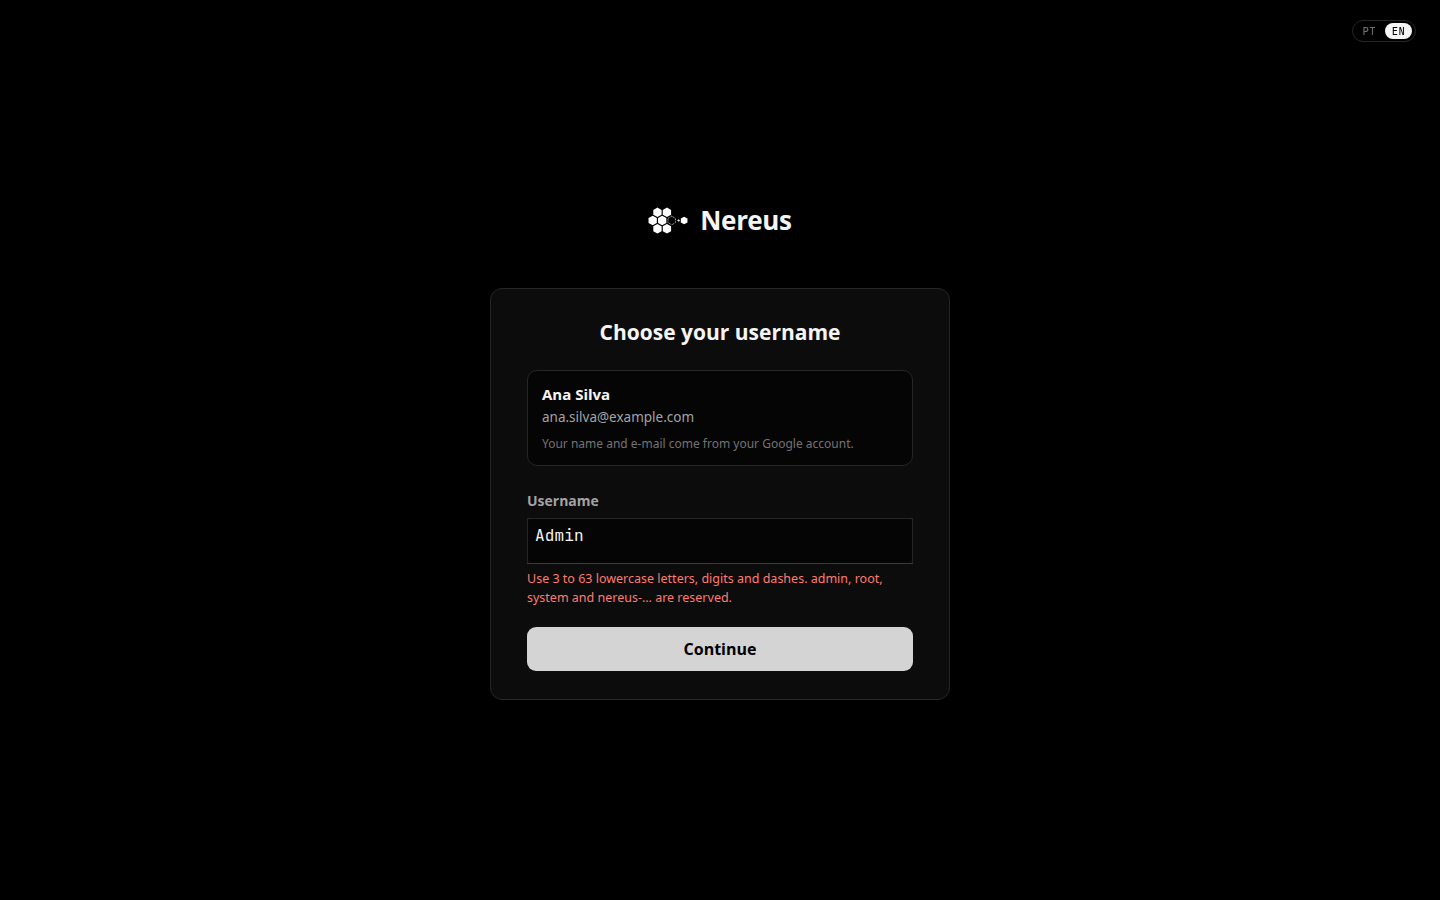 PT EN
Nereus
Choose your username
Ana Silva
ana.silva@example.com
Your name and e-mail come from your Google account.
Username
Admin
Use 3 to 63 lowercase letters, digits and dashes. admin, root,
system and nereus-... are reserved.
Continue